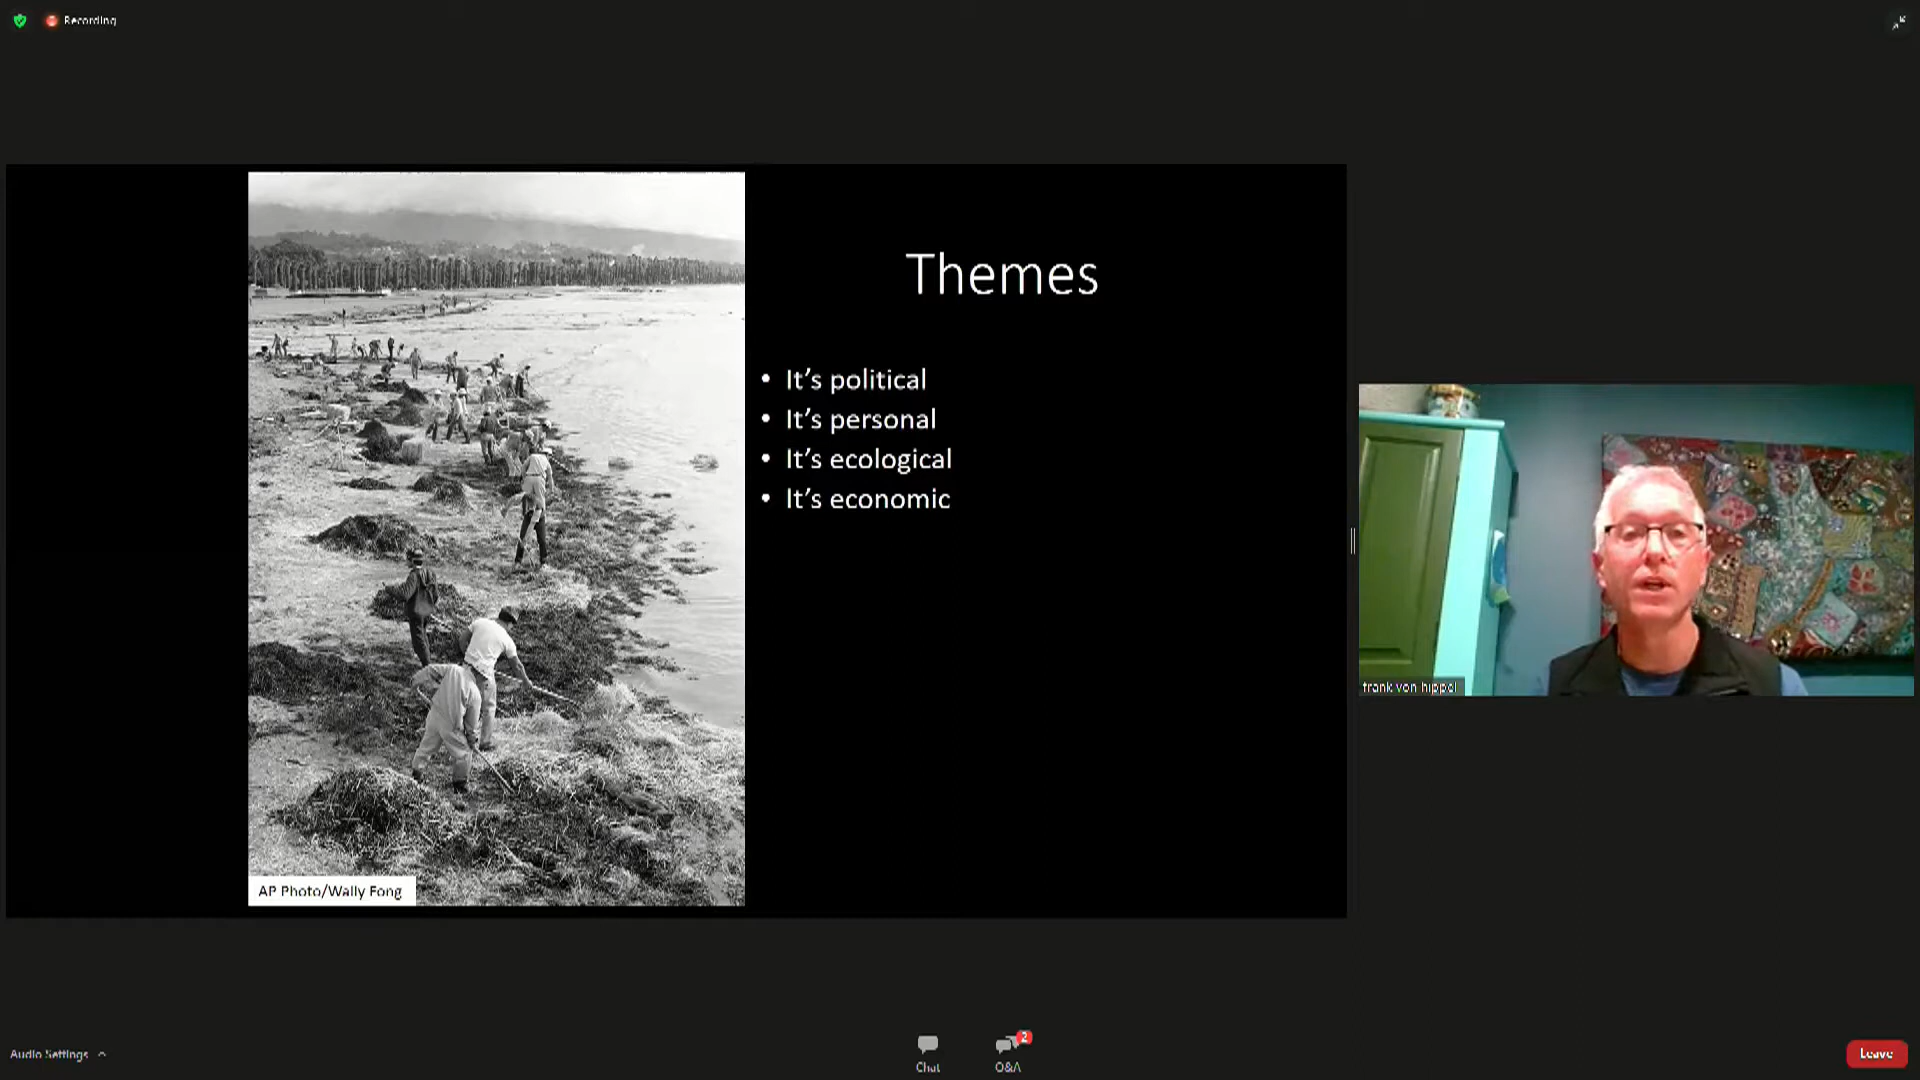 Recording
Themes
• It’s political
• It’s personal
• It’s ecological
• It’s economic
AP Photo/Wally Fong
frank von hippel
Audio Settings
Chat
2
Q&A
Leave